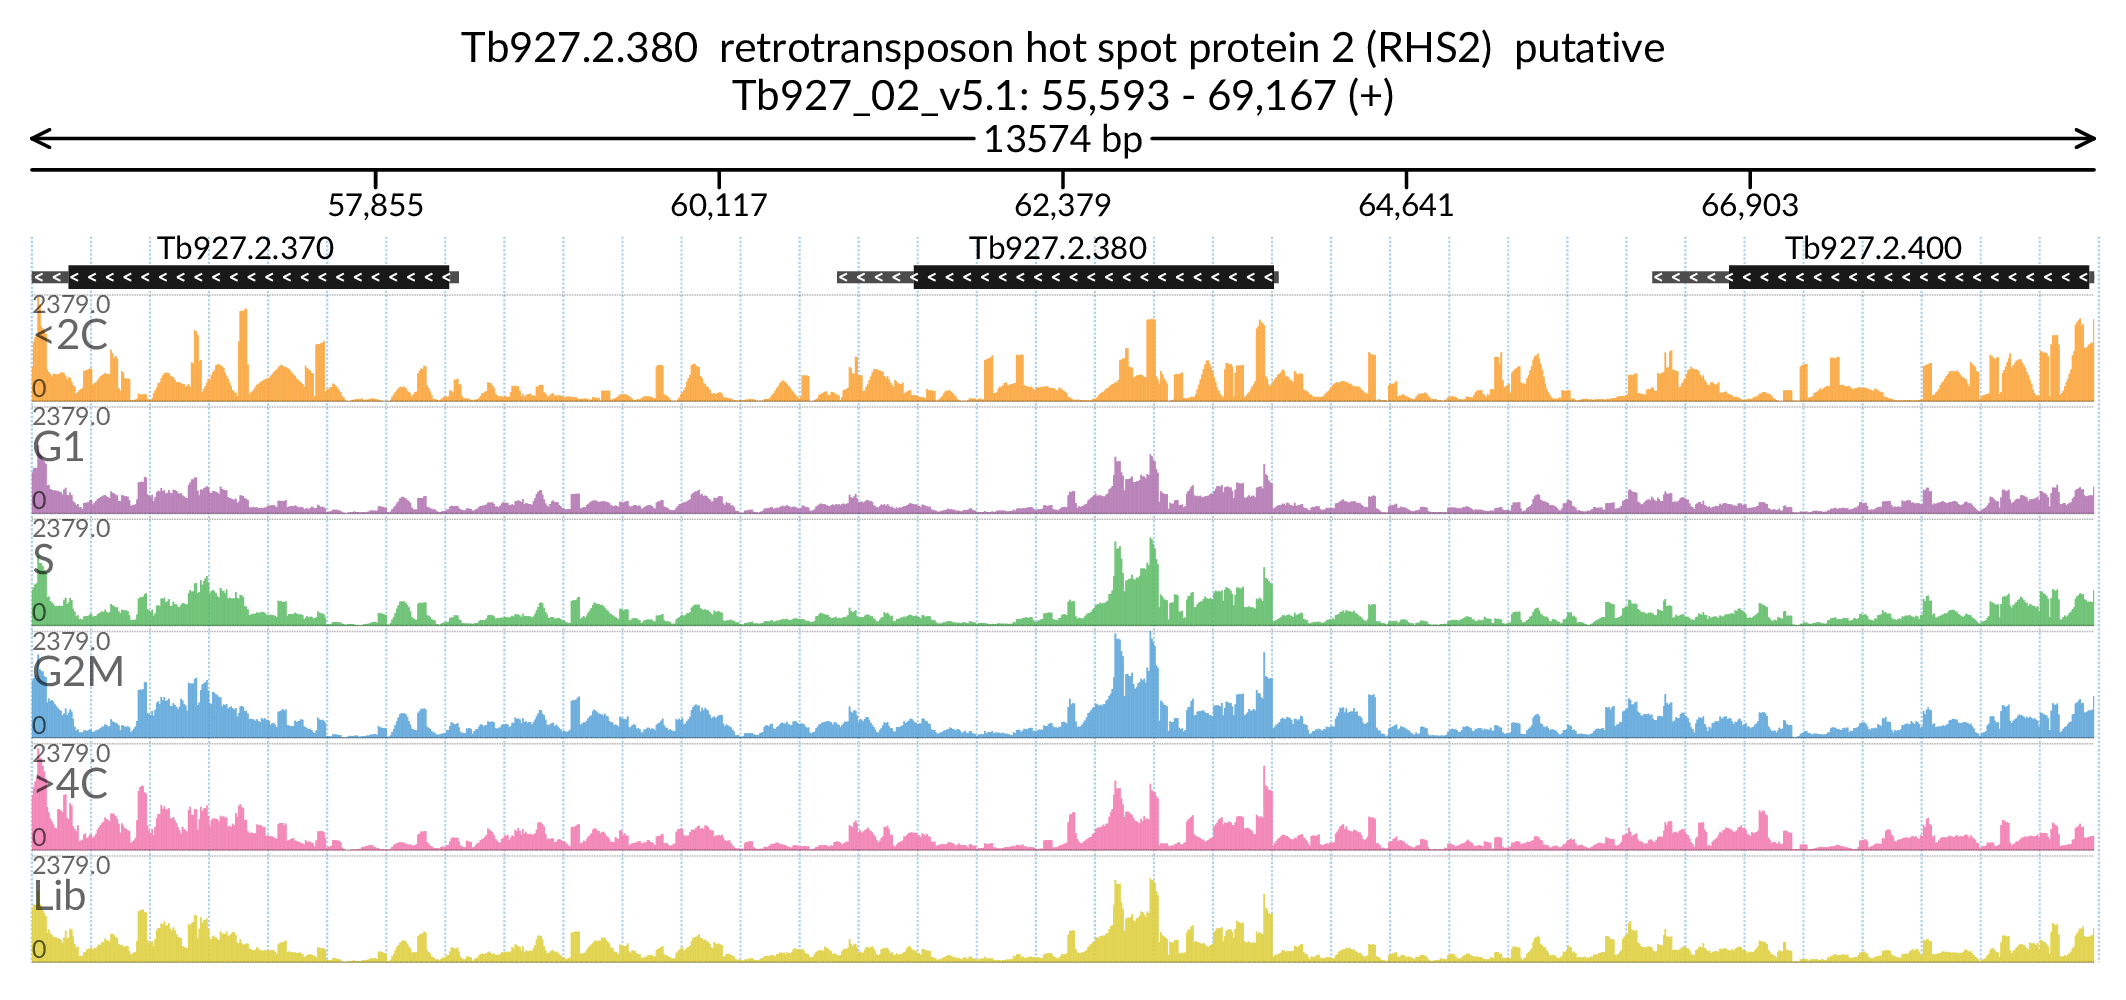 Tb927.2.380 retrotransposon hot spot protein 2 (RHS2) putative
Tb927_02_v5.1: 55,593 - 69,167 (+)
13574 bp
57,855 60,117 62,379 64,641 66,903
Tb927.2.370 Tb927.2.380 Tb927.2.400
2379.0
<2C
0
2379.0
G1
0
2379.0
S
0
2379.0
G2M
0
2379.0
>4C
0
2379.0
Lib
0